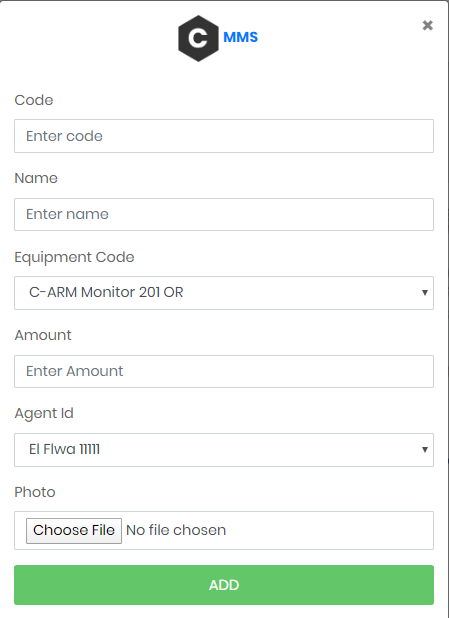 C MMS
×
Code
Enter code
Name
Enter name
Equipment Code
C-ARM Monitor 201 OR
Amount
Enter Amount
Agent Id
El Flwa 11111
Photo
Choose File No file chosen
ADD